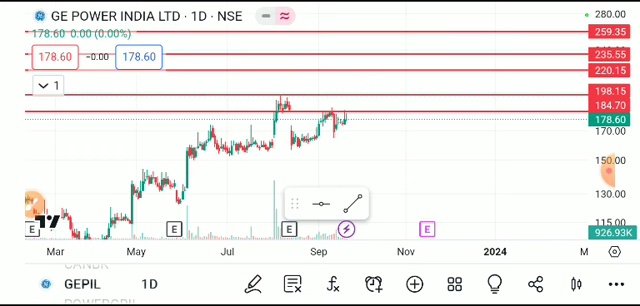 GE POWER INDIA LTD · 1D · NSE
178.60 0.00 (0.00%)
178.60 −0.00 178.60
1
280.00
259.35
235.55
220.15
198.15
184.70
178.60
170.00
150.00
130.00
115.00
926.93K
E E E
Mar May Jul Sep Nov 2024 M
GEPIL 1D